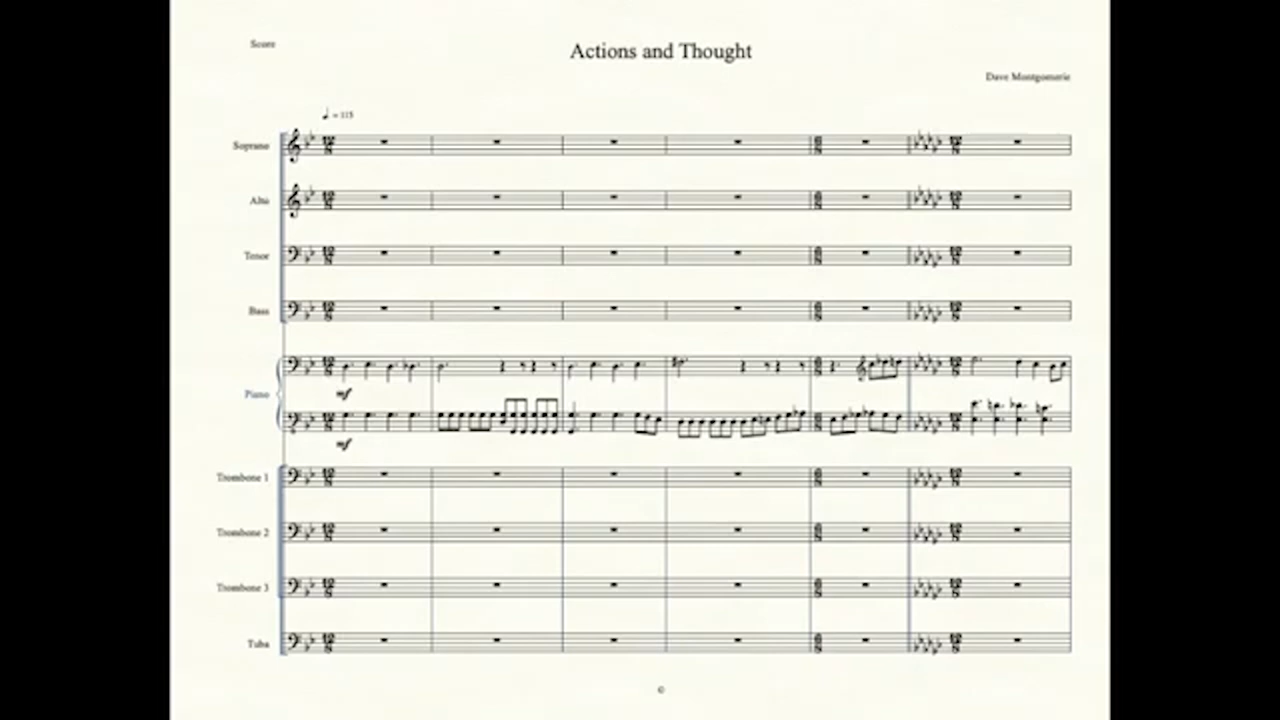 Score
Actions and Thought
Dave Montgomerie
♩ = 115
Soprano
Alto
Tenor
Bass
Piano
mf
mf
Trombone 1
Trombone 2
Trombone 3
Tuba
©